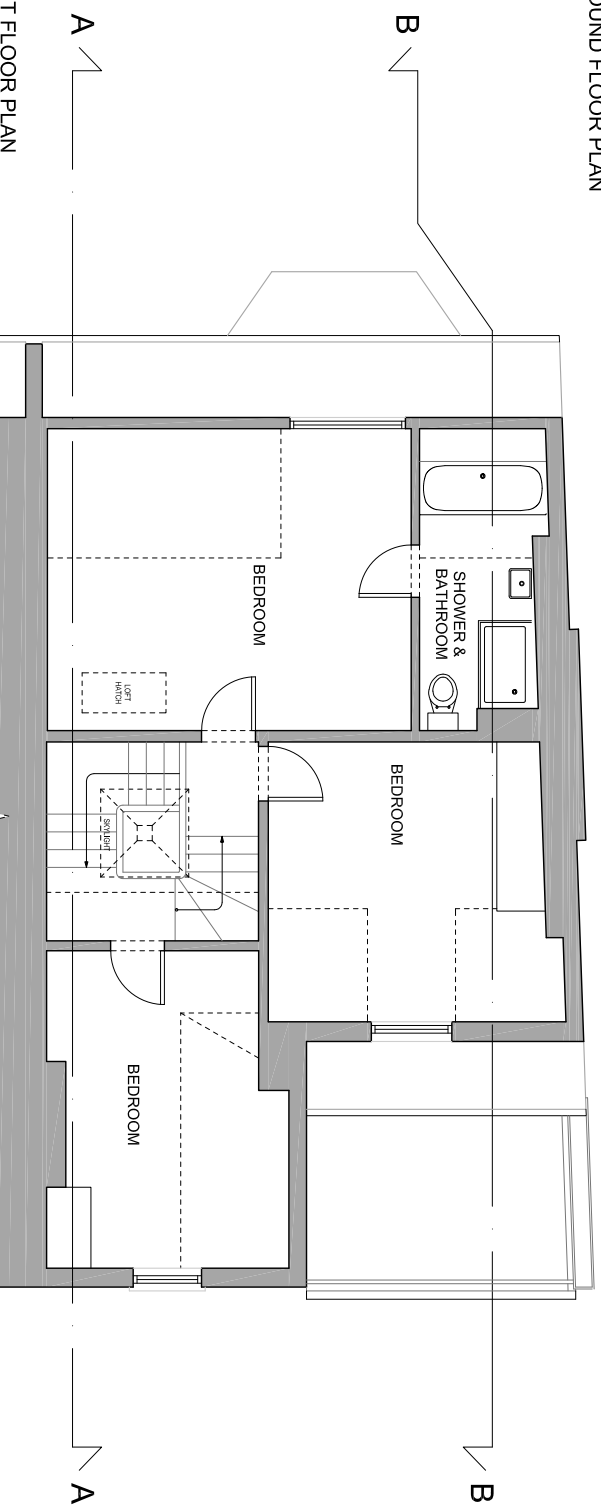 OUND FLOOR PLAN
B
B
SHOWER &
BATHROOM
BEDROOM
BEDROOM
LOFT
HATCH
SKYLIGHT
BEDROOM
A
A
T FLOOR PLAN